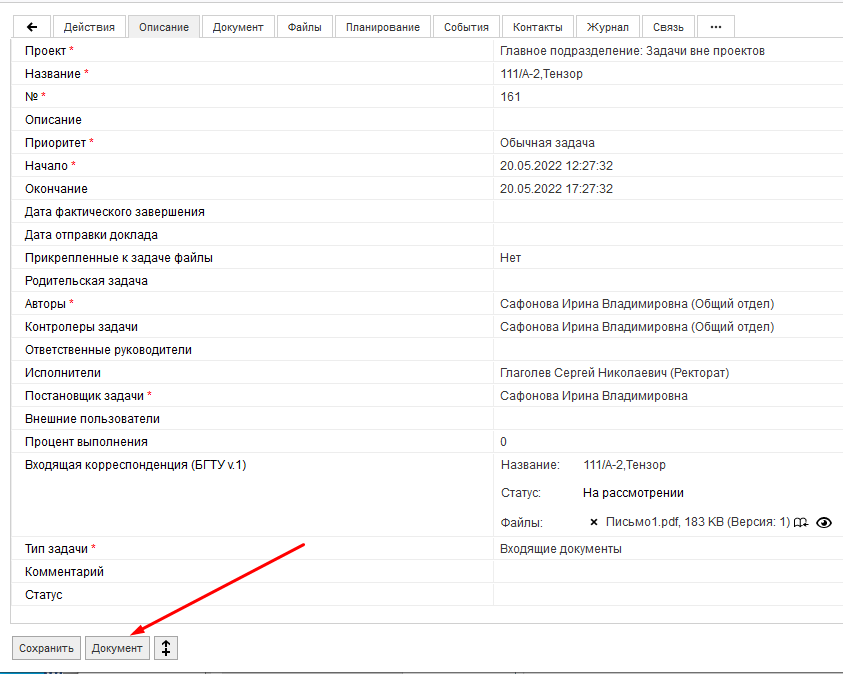 Действия Описание Документ Файлы Планирование События Контакты Журнал Связь ...
Проект * Главное подразделение: Задачи вне проектов
Название * 111/А-2,Тензор
№ * 161
Описание
Приоритет * Обычная задача
Начало * 20.05.2022 12:27:32
Окончание 20.05.2022 17:27:32
Дата фактического завершения
Дата отправки доклада
Прикрепленные к задаче файлы Нет
Родительская задача
Авторы * Сафонова Ирина Владимировна (Общий отдел)
Контролеры задачи Сафонова Ирина Владимировна (Общий отдел)
Ответственные руководители
Исполнители Глаголев Сергей Николаевич (Ректорат)
Постановщик задачи * Сафонова Ирина Владимировна
Внешние пользователи
Процент выполнения 0
Входящая корреспонденция (БГТУ v.1) Название: 111/А-2,Тензор
Статус: На рассмотрении
Файлы: × Письмо1.pdf, 183 KB (Версия: 1)
Тип задачи * Входящие документы
Комментарий
Статус
Сохранить Документ